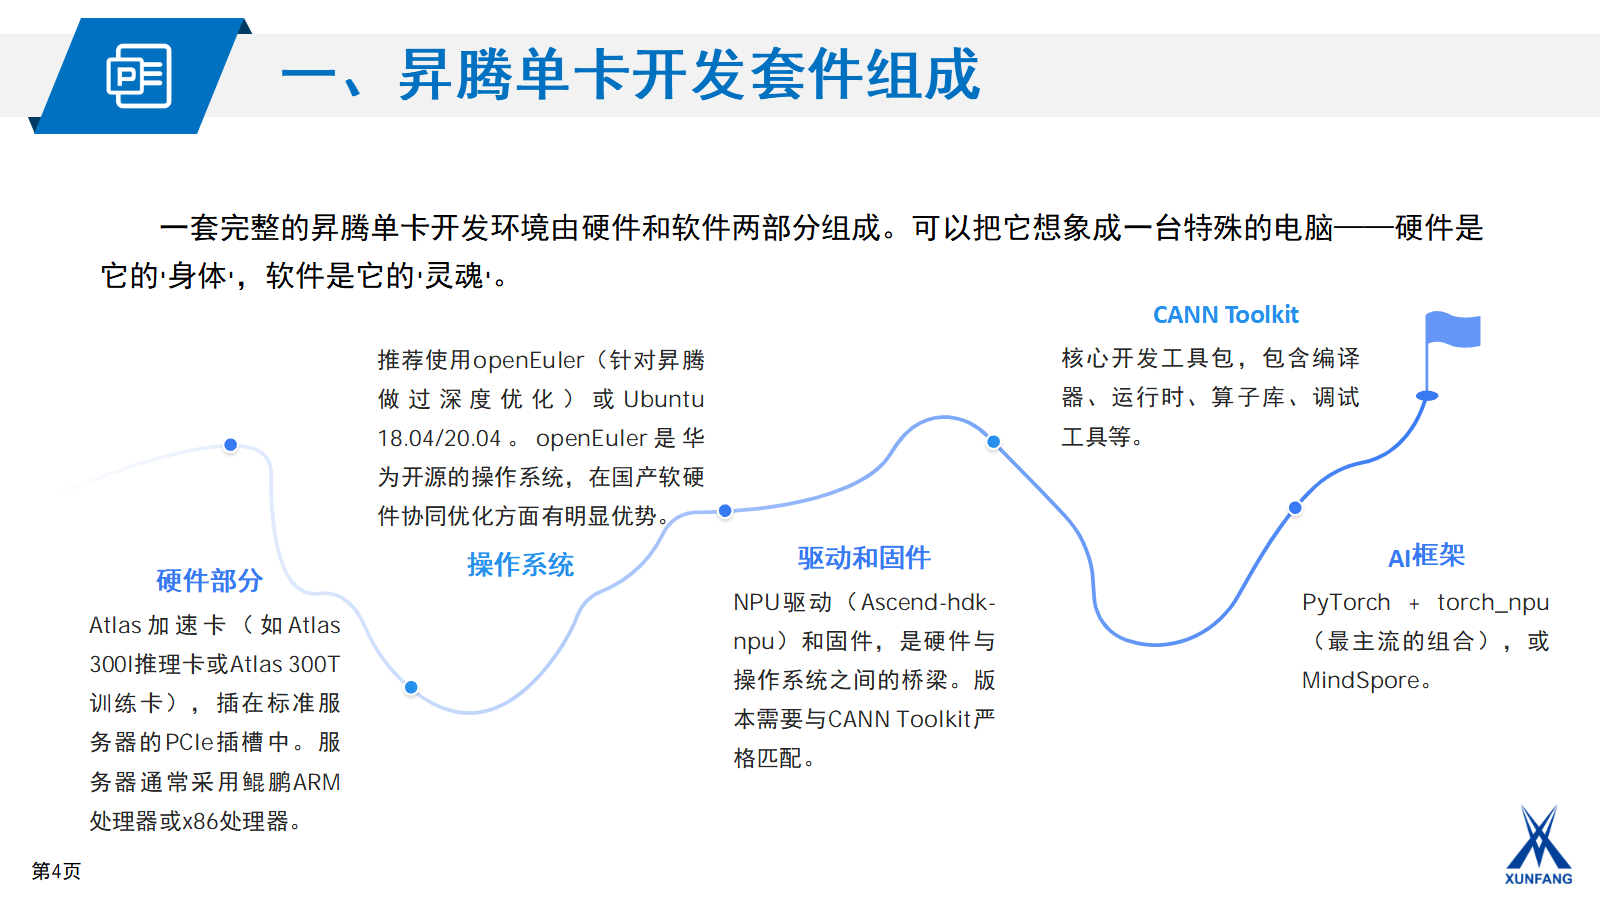 一、昇腾单卡开发套件组成
一套完整的昇腾单卡开发环境由硬件和软件两部分组成。可以把它想象成一台特殊的电脑——硬件是
它的'身体'，软件是它的'灵魂'。
硬件部分
Atlas加速卡（如Atlas
300I推理卡或Atlas 300T
训练卡），插在标准服
务器的PCIe插槽中。服
务器通常采用鲲鹏ARM
处理器或x86处理器。
推荐使用openEuler（针对昇腾
做过深度优化）或Ubuntu
18.04/20.04。openEuler是华
为开源的操作系统，在国产软硬
件协同优化方面有明显优势。
操作系统
驱动和固件
NPU驱动（Ascend-hdk-
npu）和固件，是硬件与
操作系统之间的桥梁。版
本需要与CANN Toolkit严
格匹配。
CANN Toolkit
核心开发工具包，包含编译
器、运行时、算子库、调试
工具等。
AI框架
PyTorch + torch_npu
（最主流的组合），或
MindSpore。
第4页
XUNFANG